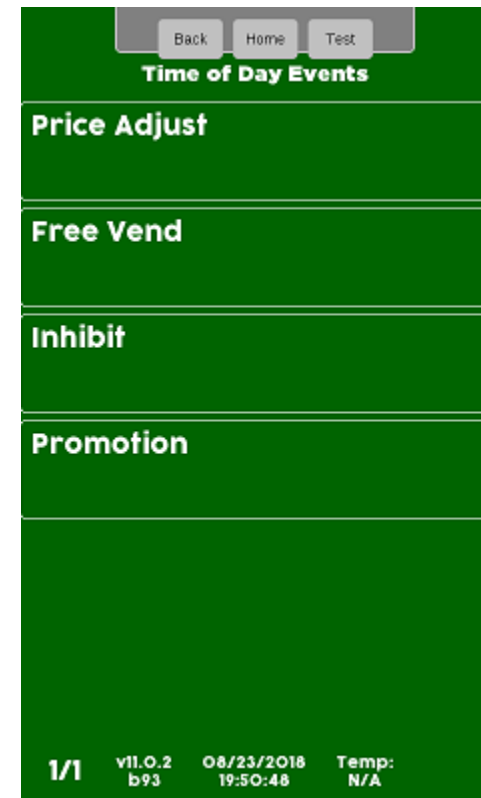 Back Home Test
Time of Day Events
Price Adjust
Free Vend
Inhibit
Promotion
1/1 v11.0.2 08/23/2018 Temp:
b93 19:50:48 N/A